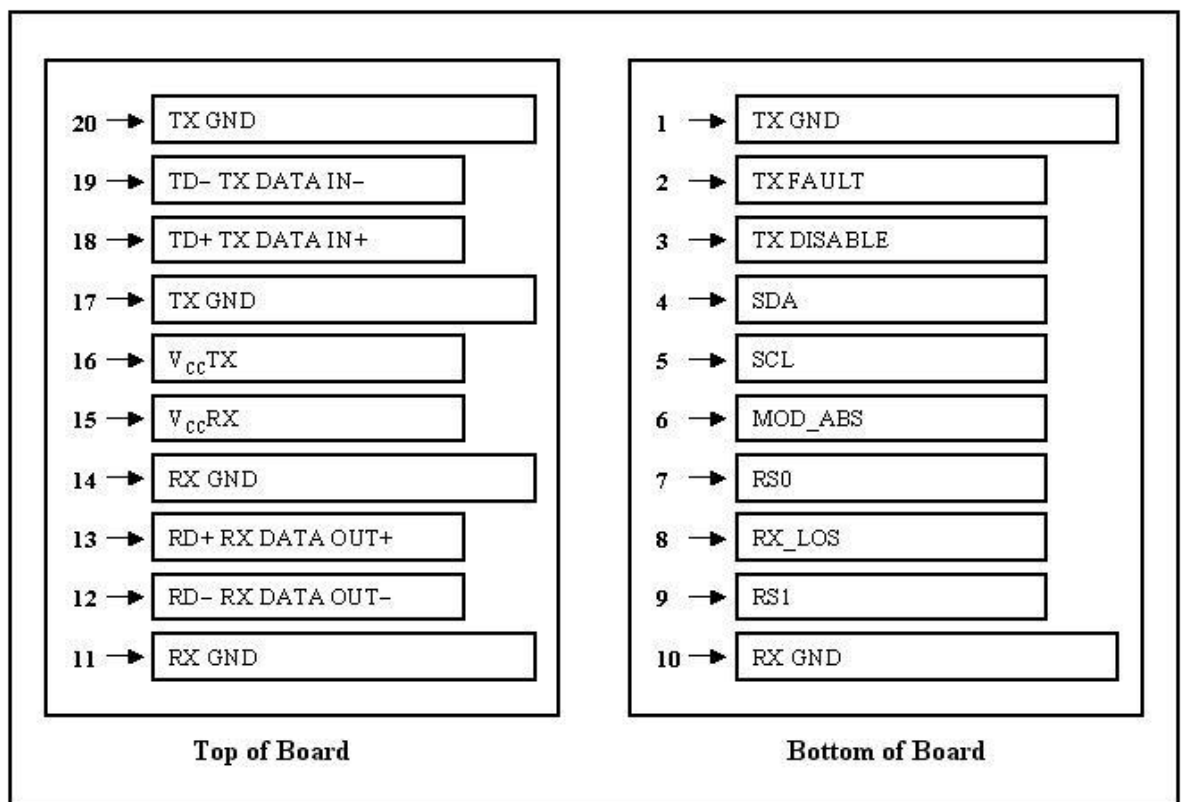 20 TX GND
19 TD− TX DATA IN−
18 TD+ TX DATA IN+
17 TX GND
16 VCCTX
15 VCCRX
14 RX GND
13 RD+ RX DATA OUT+
12 RD− RX DATA OUT−
11 RX GND
Top of Board
1 TX GND
2 TX FAULT
3 TX DISABLE
4 SDA
5 SCL
6 MOD_ABS
7 RS0
8 RX_LOS
9 RS1
10 RX GND
Bottom of Board